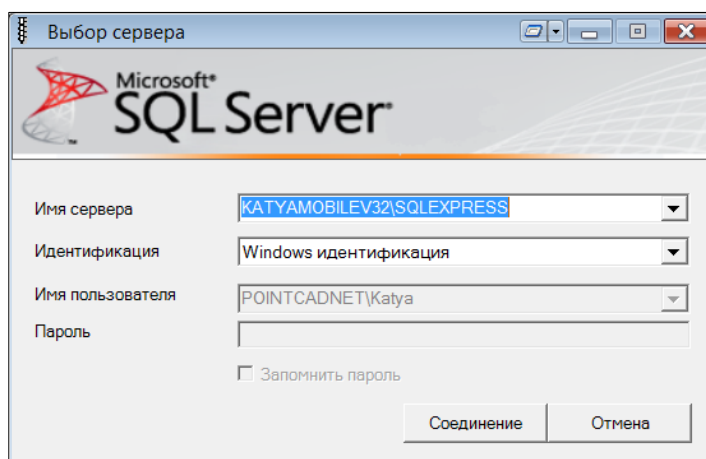 Выбор сервера
Microsoft®
SQL Server®
Имя сервера
KATYAMOBILEV32\SQLEXPRESS
Идентификация
Windows идентификация
Имя пользователя
POINTCADNET\Katya
Пароль
Запомнить пароль
Соединение
Отмена